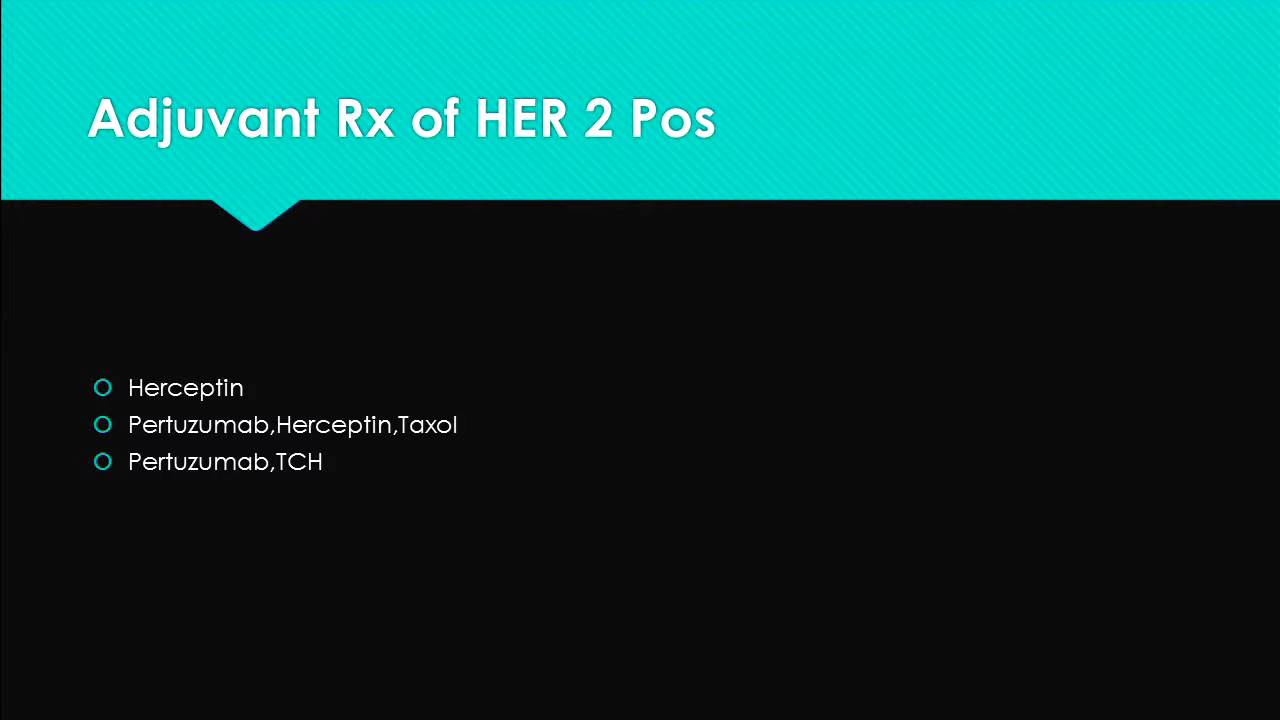 Adjuvant Rx of HER 2 Pos
Herceptin
Pertuzumab,Herceptin,Taxol
Pertuzumab,TCH